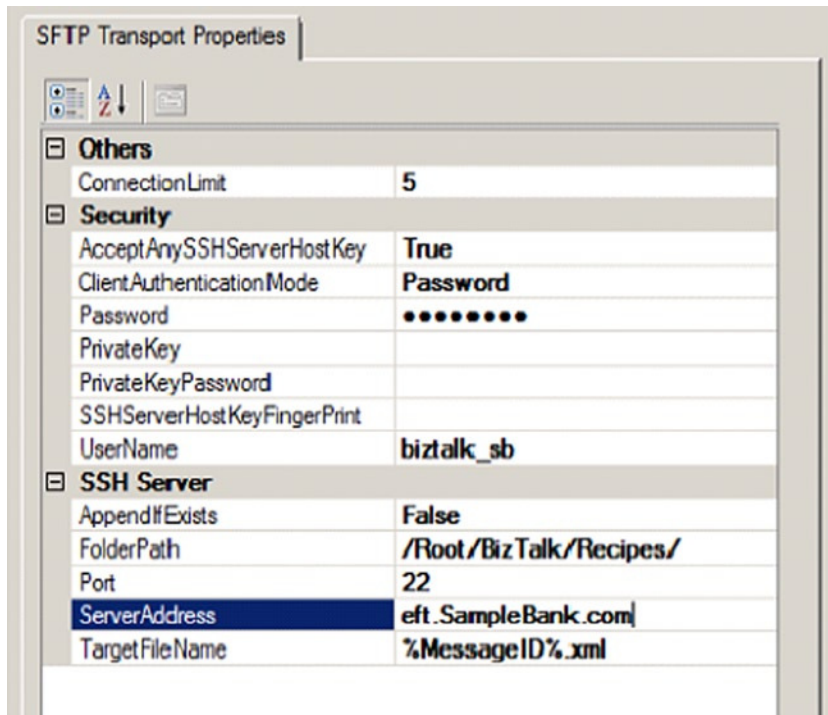 SFTP Transport Properties
Others
ConnectionLimit 5
Security
AcceptAnySSHServerHostKey True
ClientAuthenticationMode Password
Password ●●●●●●●●
PrivateKey
PrivateKeyPassword
SSHServerHostKeyFingerPrint
UserName biztalk_sb
SSH Server
AppendIfExists False
FolderPath /Root/BizTalk/Recipes/
Port 22
ServerAddress eft.SampleBank.com
TargetFileName %MessageID%.xml